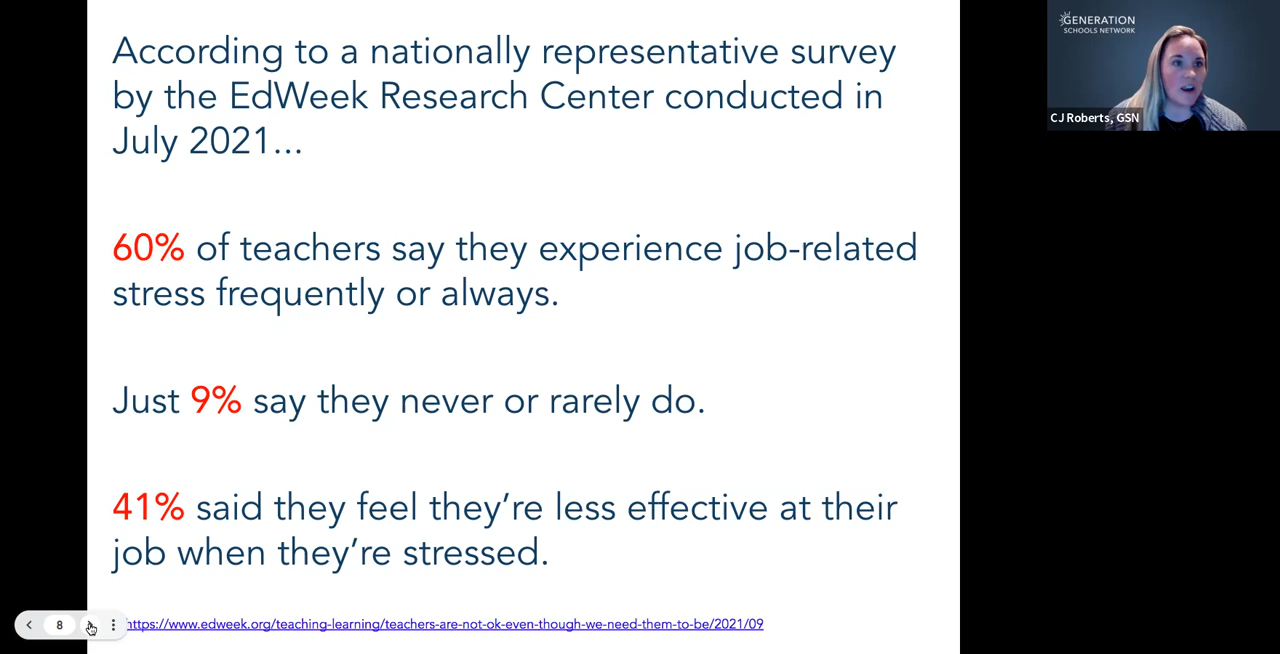 According to a nationally representative survey
by the EdWeek Research Center conducted in
July 2021...
60% of teachers say they experience job-related
stress frequently or always.
Just 9% say they never or rarely do.
41% said they feel they're less effective at their
job when they're stressed.
https://www.edweek.org/teaching-learning/teachers-are-not-ok-even-though-we-need-them-to-be/2021/09
8
GENERATION
SCHOOLS NETWORK
CJ Roberts, GSN